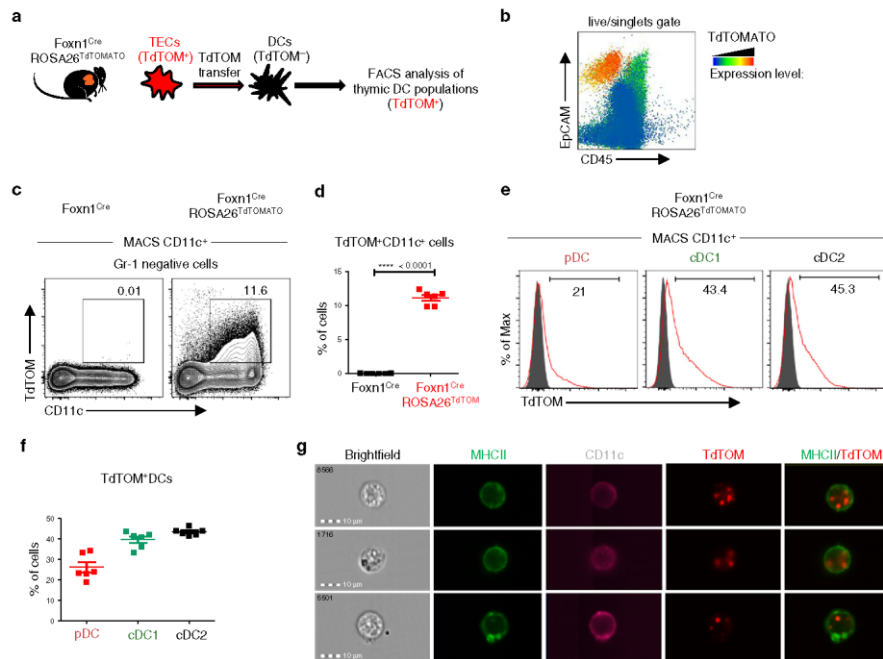 a
Foxn1Cre
ROSA26TdTOMATO
TECs
(TdTOM+)
TdTOM
transfer
DCs
(TdTOM−)
FACS analysis of
thymic DC populations
(TdTOM+)
b
live/singlets gate
EpCAM
CD45
TdTOMATO
Expression level:
c
Foxn1Cre
Foxn1Cre
ROSA26TdTOMATO
MACS CD11c+
Gr-1 negative cells
0.01
11.6
TdTOM
CD11c
d
TdTOM+CD11c+ cells
**** < 0.0001
% of cells
15
10
5
0
Foxn1Cre
Foxn1Cre
ROSA26TdTOM
e
Foxn1Cre
ROSA26TdTOMATO
MACS CD11c+
pDC
cDC1
cDC2
21
43.4
45.3
% of Max
TdTOM
f
TdTOM+DCs
% of cells
50
40
30
20
10
0
pDC
cDC1
cDC2
g
Brightfield
MHCII
CD11c
TdTOM
MHCII/TdTOM
10 µm
1716
10 µm
10 µm